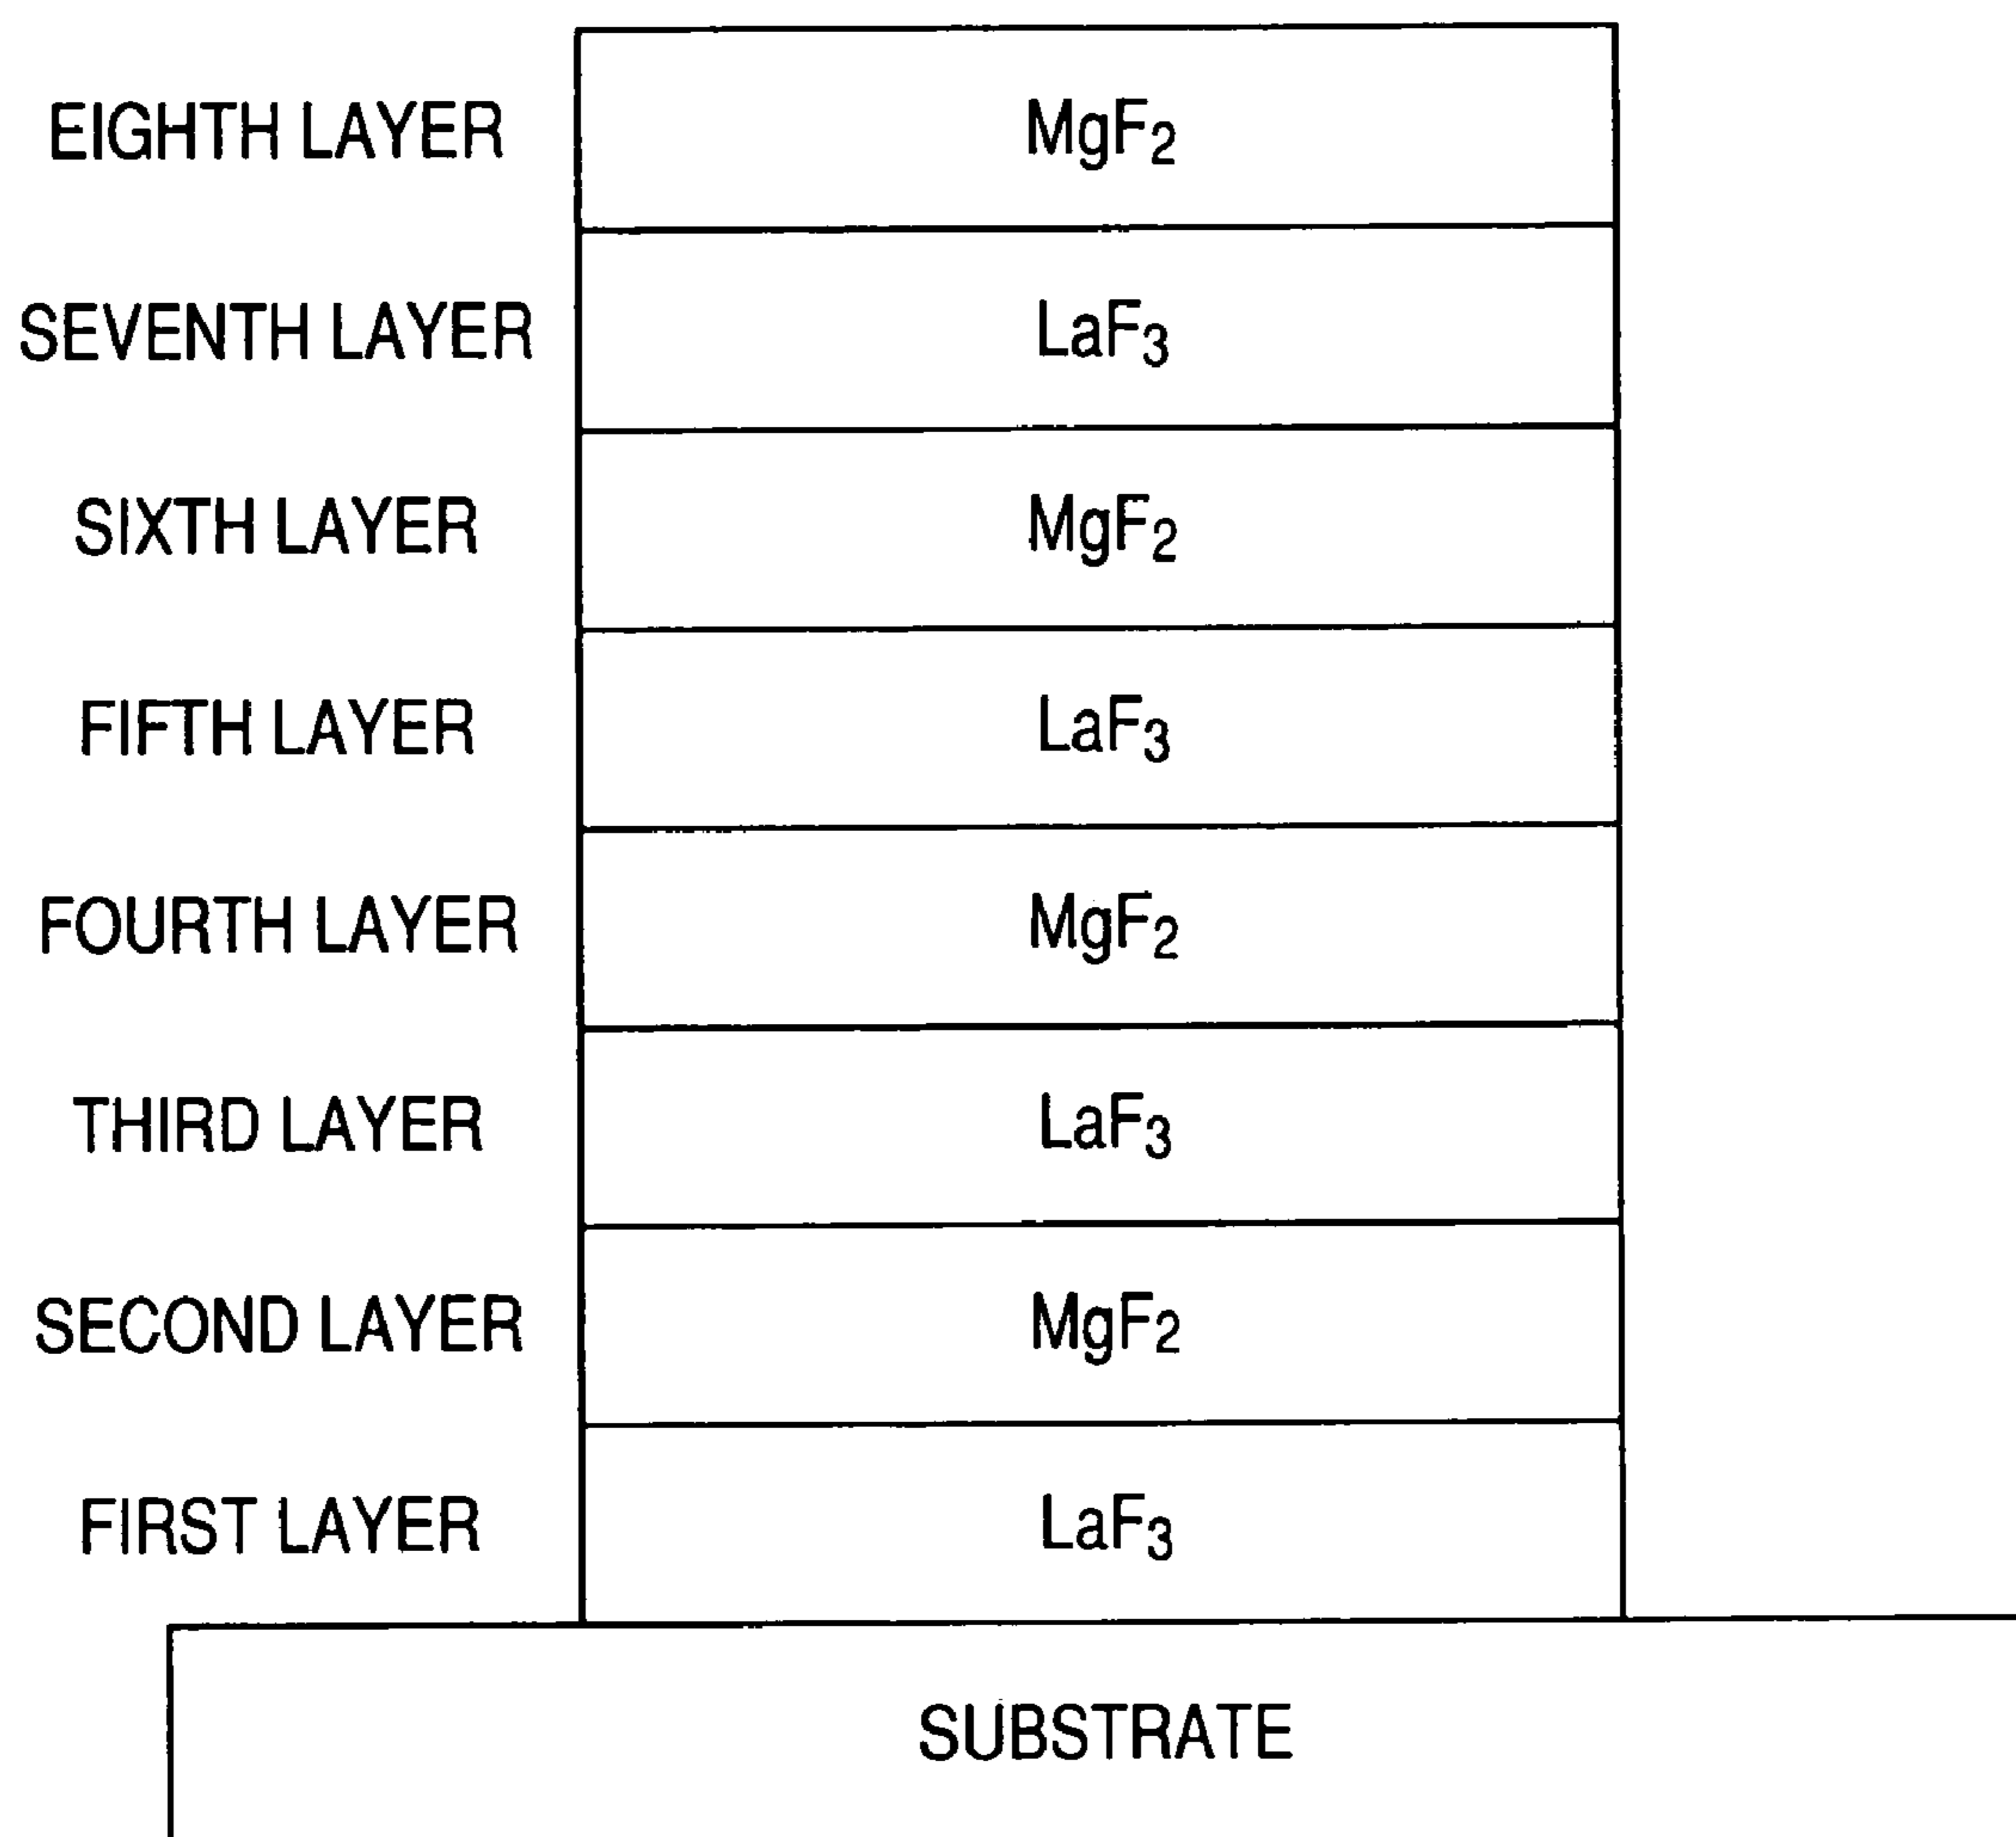 EIGHTH LAYER MgF₂
SEVENTH LAYER LaF₃
SIXTH LAYER MgF₂
FIFTH LAYER LaF₃
FOURTH LAYER MgF₂
THIRD LAYER LaF₃
SECOND LAYER MgF₂
FIRST LAYER LaF₃
SUBSTRATE